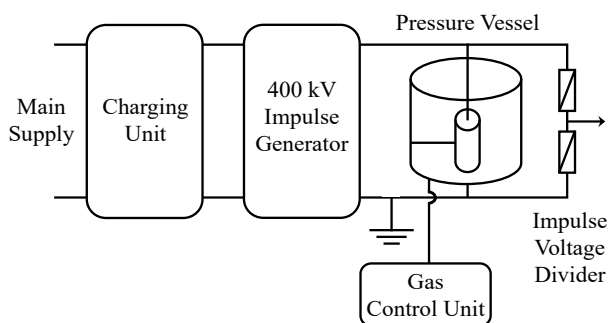 Pressure Vessel
Main
Supply
Charging
Unit
400 kV
Impulse
Generator
Impulse
Voltage
Divider
Gas
Control Unit